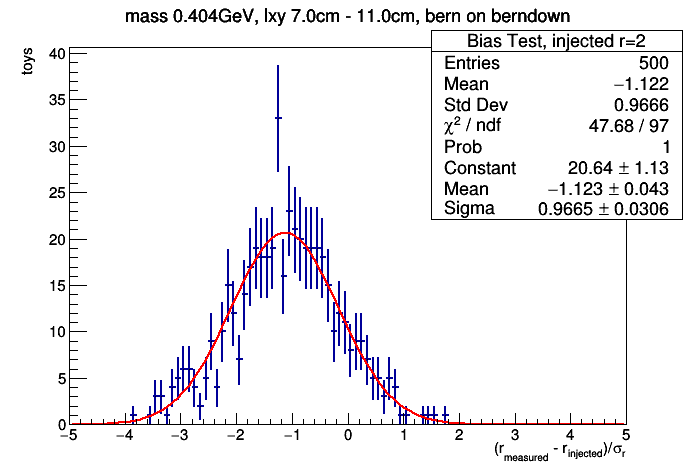 mass 0.404GeV, lxy 7.0cm - 11.0cm, bern on berndown
Bias Test, injected r=2
Entries 500
Mean −1.122
Std Dev 0.9666
χ² / ndf 47.68 / 97
Prob 1
Constant 20.64 ± 1.13
Mean −1.123 ± 0.043
Sigma 0.9665 ± 0.0306
toys
40
35
30
25
20
15
10
5
0
−5 −4 −3 −2 −1 0 1 2 3 4 5
(r_measured - r_injected)/σ_r